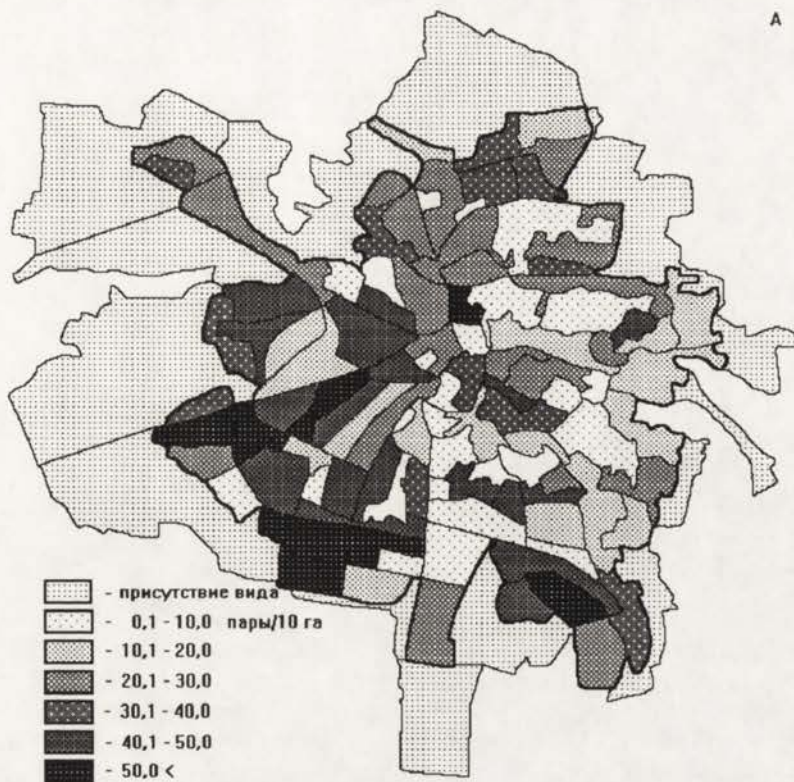 А
- присутствие вида
- 0,1 - 10,0 пары/10 га
- 10,1 - 20,0
- 20,1 - 30,0
- 30,1 - 40,0
- 40,1 - 50,0
- 50,0 <